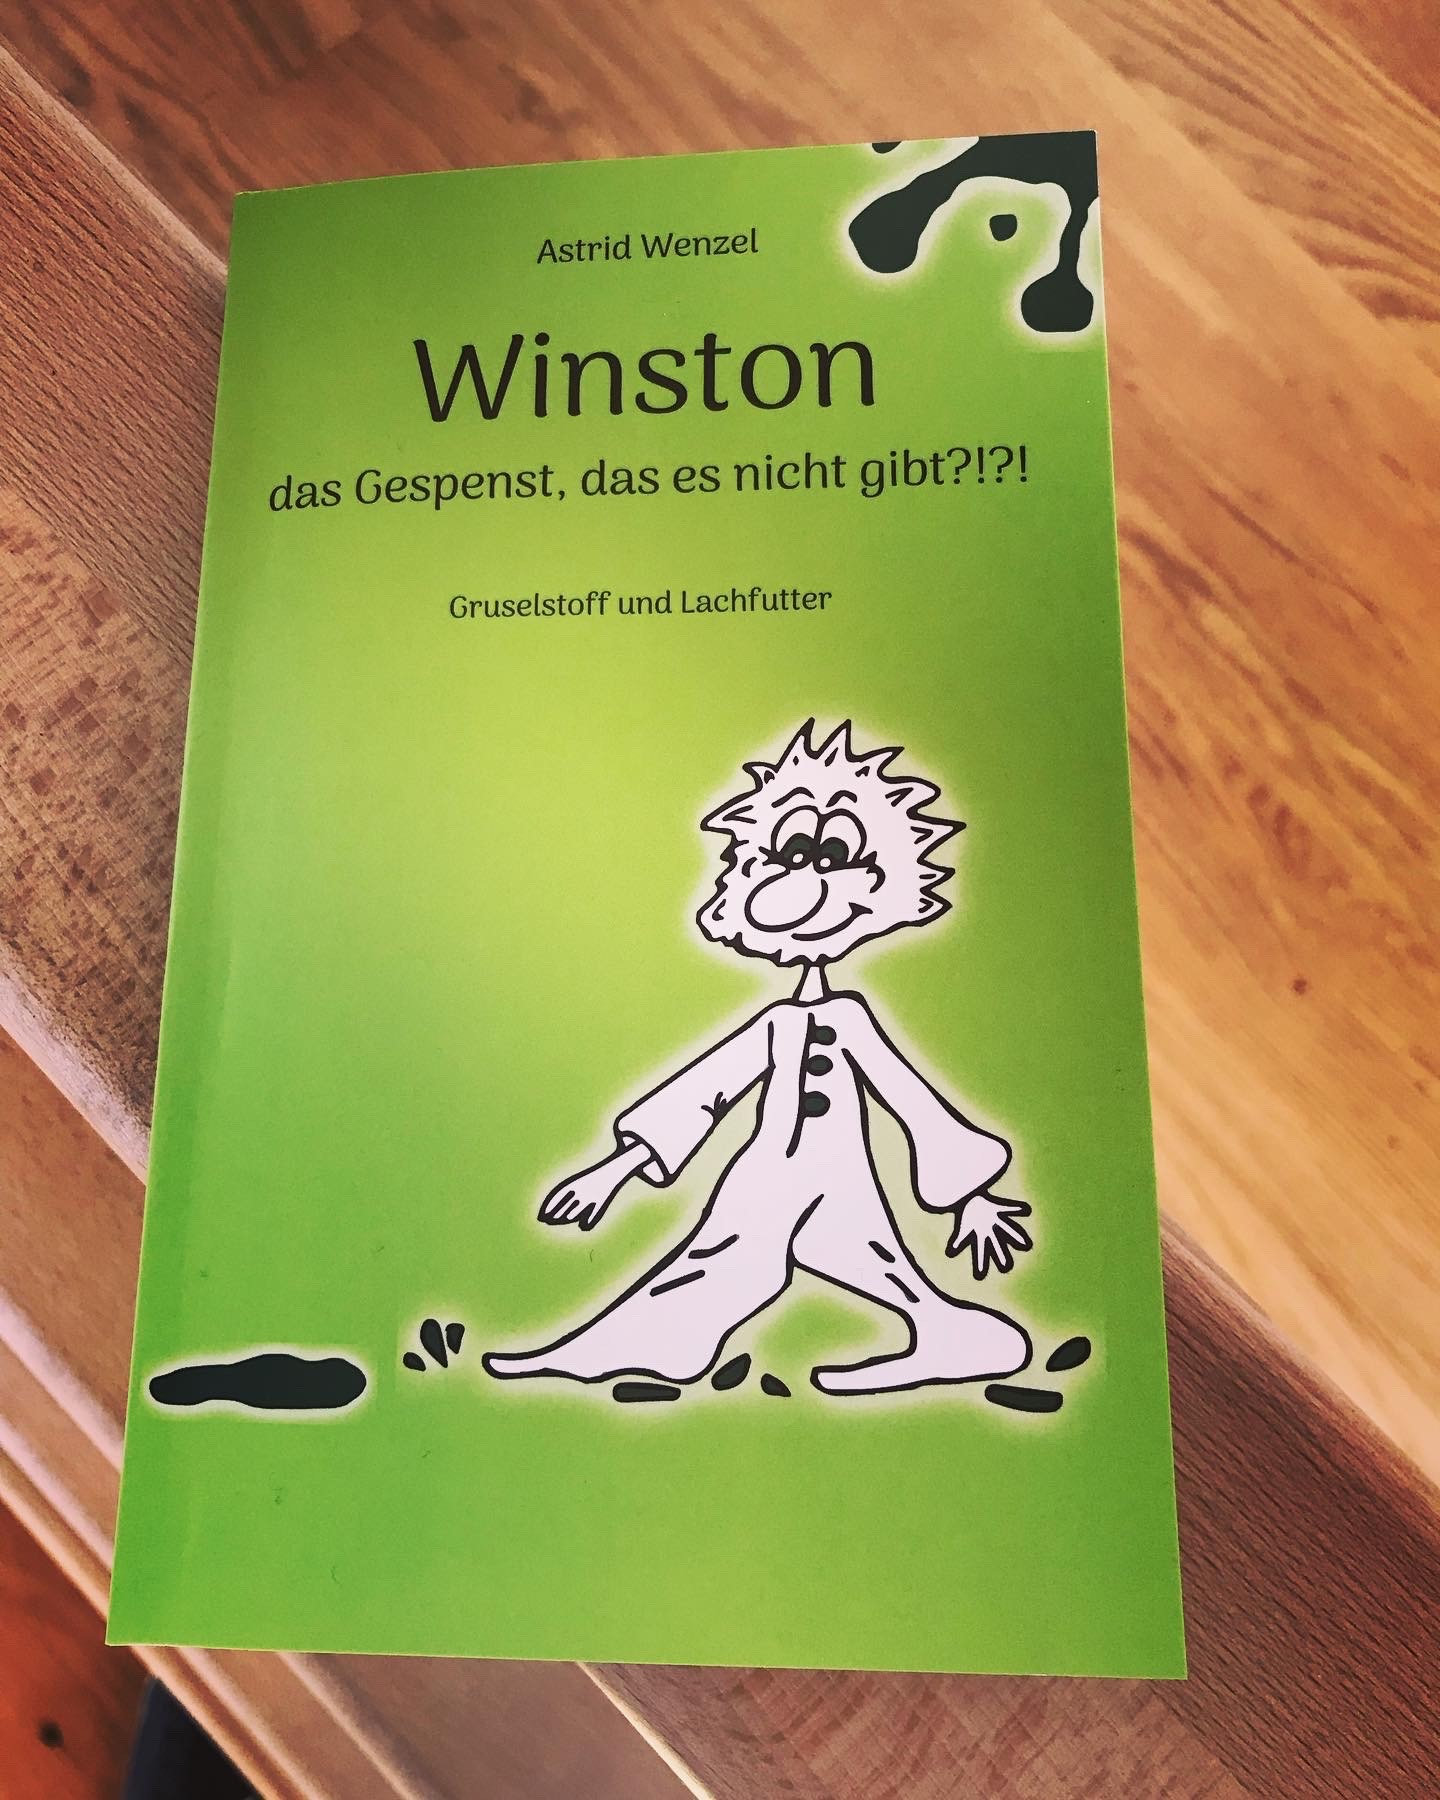 Astrid Wenzel
Winston
das Gespenst, das es nicht gibt?!?!
Gruselstoff und Lachfutter